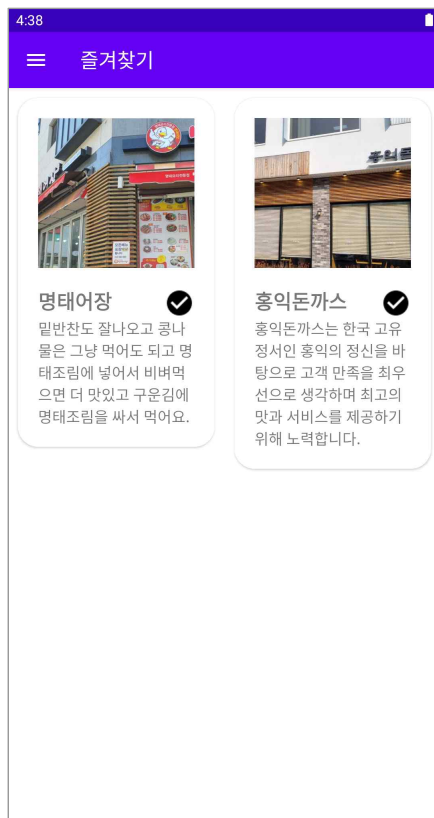 4:38
즐겨찾기
명태어장
밑반찬도 잘나오고 콩나
물은 그냥 먹어도 되고 명
태조림에 넣어서 비벼먹
으면 더 맛있고 구운김에
명태조림을 싸서 먹어요.
홍익돈까스
홍익돈까스는 한국 고유
정서인 홍익의 정신을 바
탕으로 고객 만족을 최우
선으로 생각하며 최고의
맛과 서비스를 제공하기
위해 노력합니다.